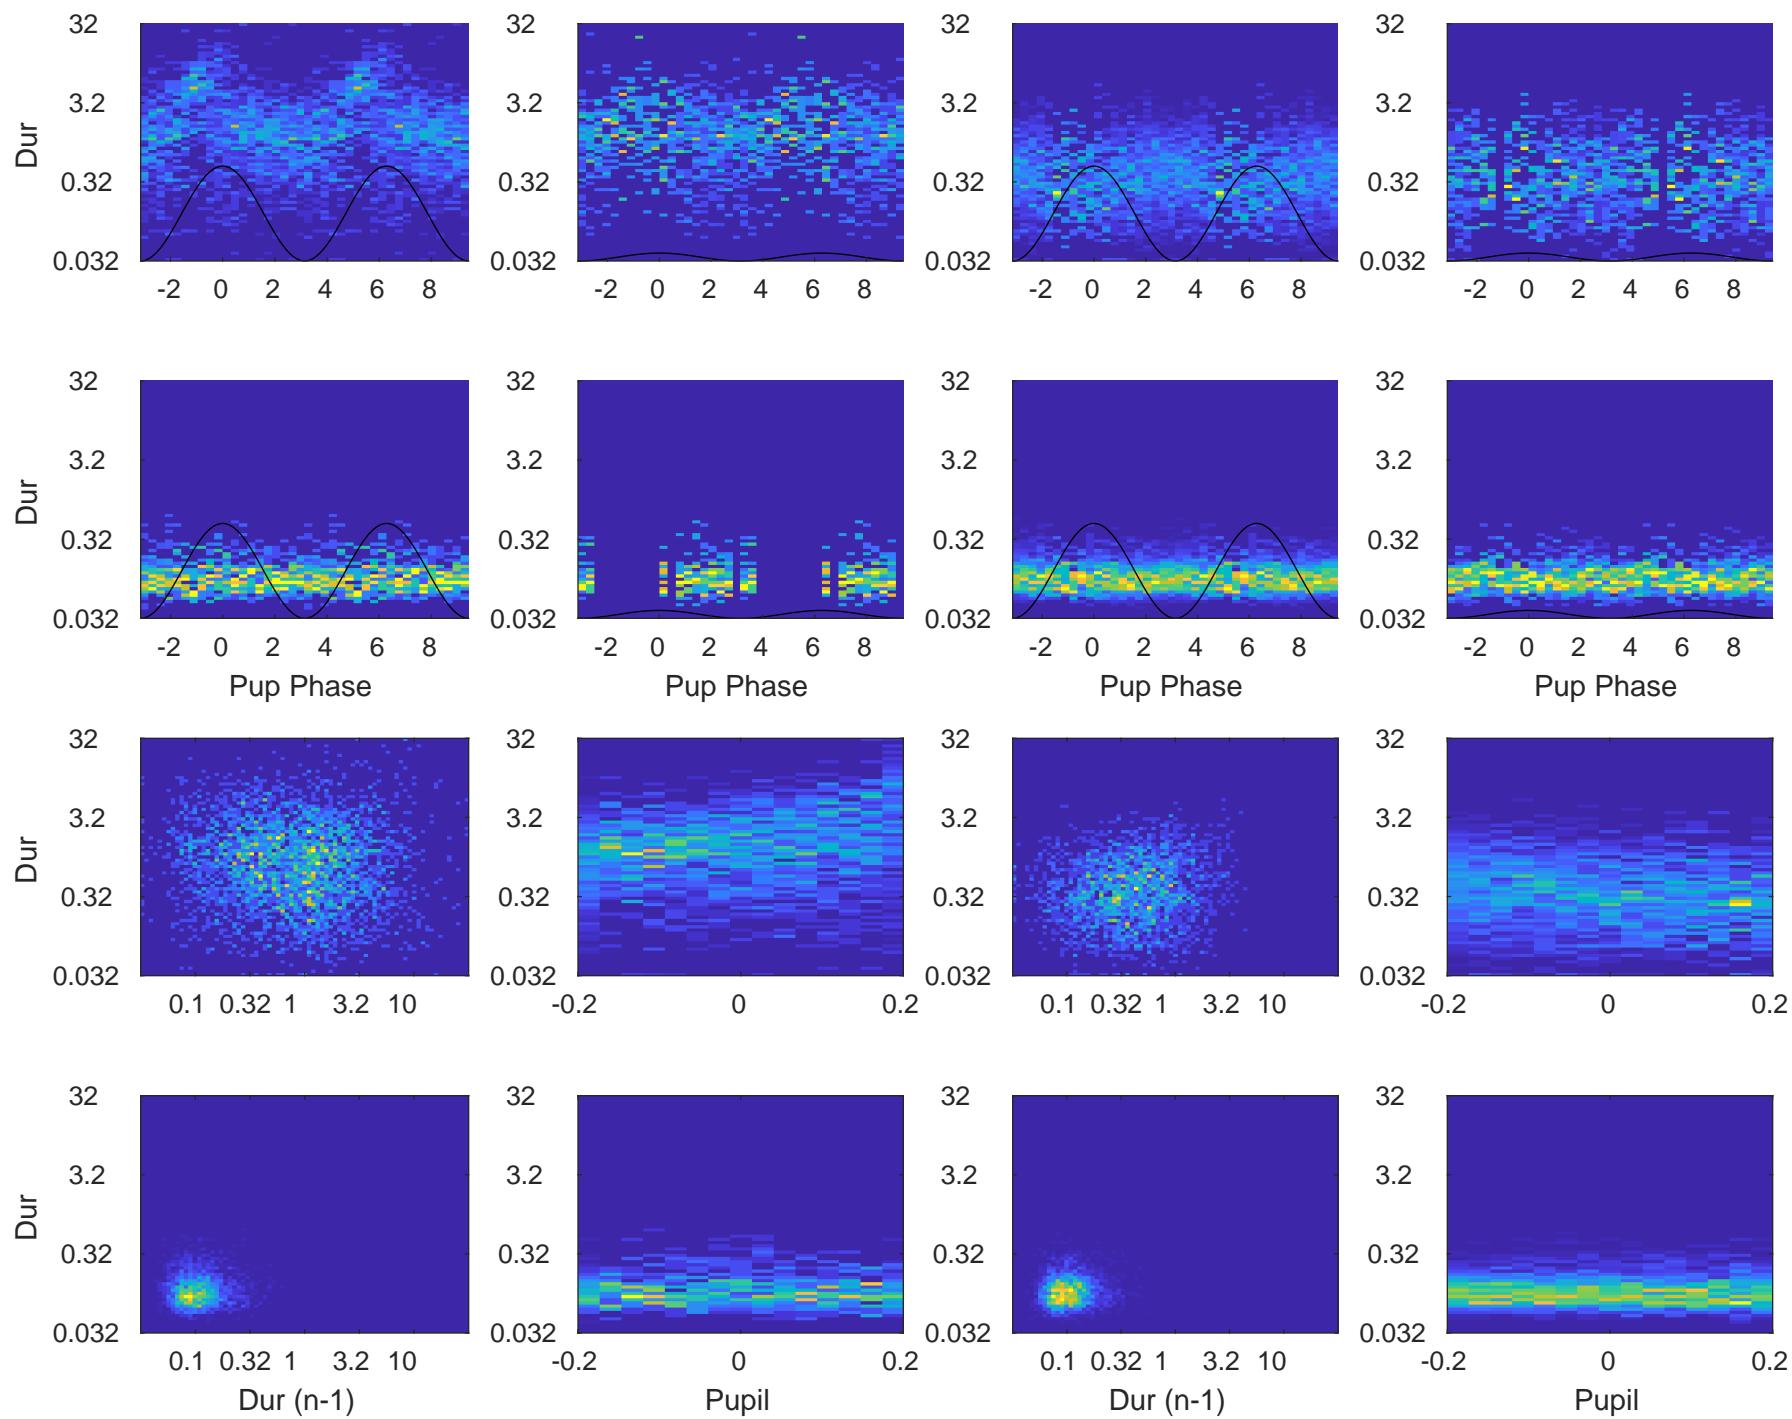 32 32 32 32
3.2 3.2 3.2 3.2
Dur
0.32 0.32 0.32 0.32
0.032 0.032 0.032 0.032
-2 0 2 4 6 8 -2 0 2 4 6 8 -2 0 2 4 6 8 -2 0 2 4 6 8
32 32 32 32
3.2 3.2 3.2 3.2
Dur
0.32 0.32 0.32 0.32
0.032 0.032 0.032 0.032
-2 0 2 4 6 8 -2 0 2 4 6 8 -2 0 2 4 6 8 -2 0 2 4 6 8
Pup Phase Pup Phase Pup Phase Pup Phase
32 32 32 32
3.2 3.2 3.2 3.2
Dur
0.32 0.32 0.32 0.32
0.032 0.032 0.032 0.032
0.1 0.32 1 3.2 10 -0.2 0 0.2 0.1 0.32 1 3.2 10 -0.2 0 0.2
32 32 32 32
3.2 3.2 3.2 3.2
Dur
0.32 0.32 0.32 0.32
0.032 0.032 0.032 0.032
0.1 0.32 1 3.2 10 -0.2 0 0.2 0.1 0.32 1 3.2 10 -0.2 0 0.2
Dur (n-1) Pupil Dur (n-1) Pupil